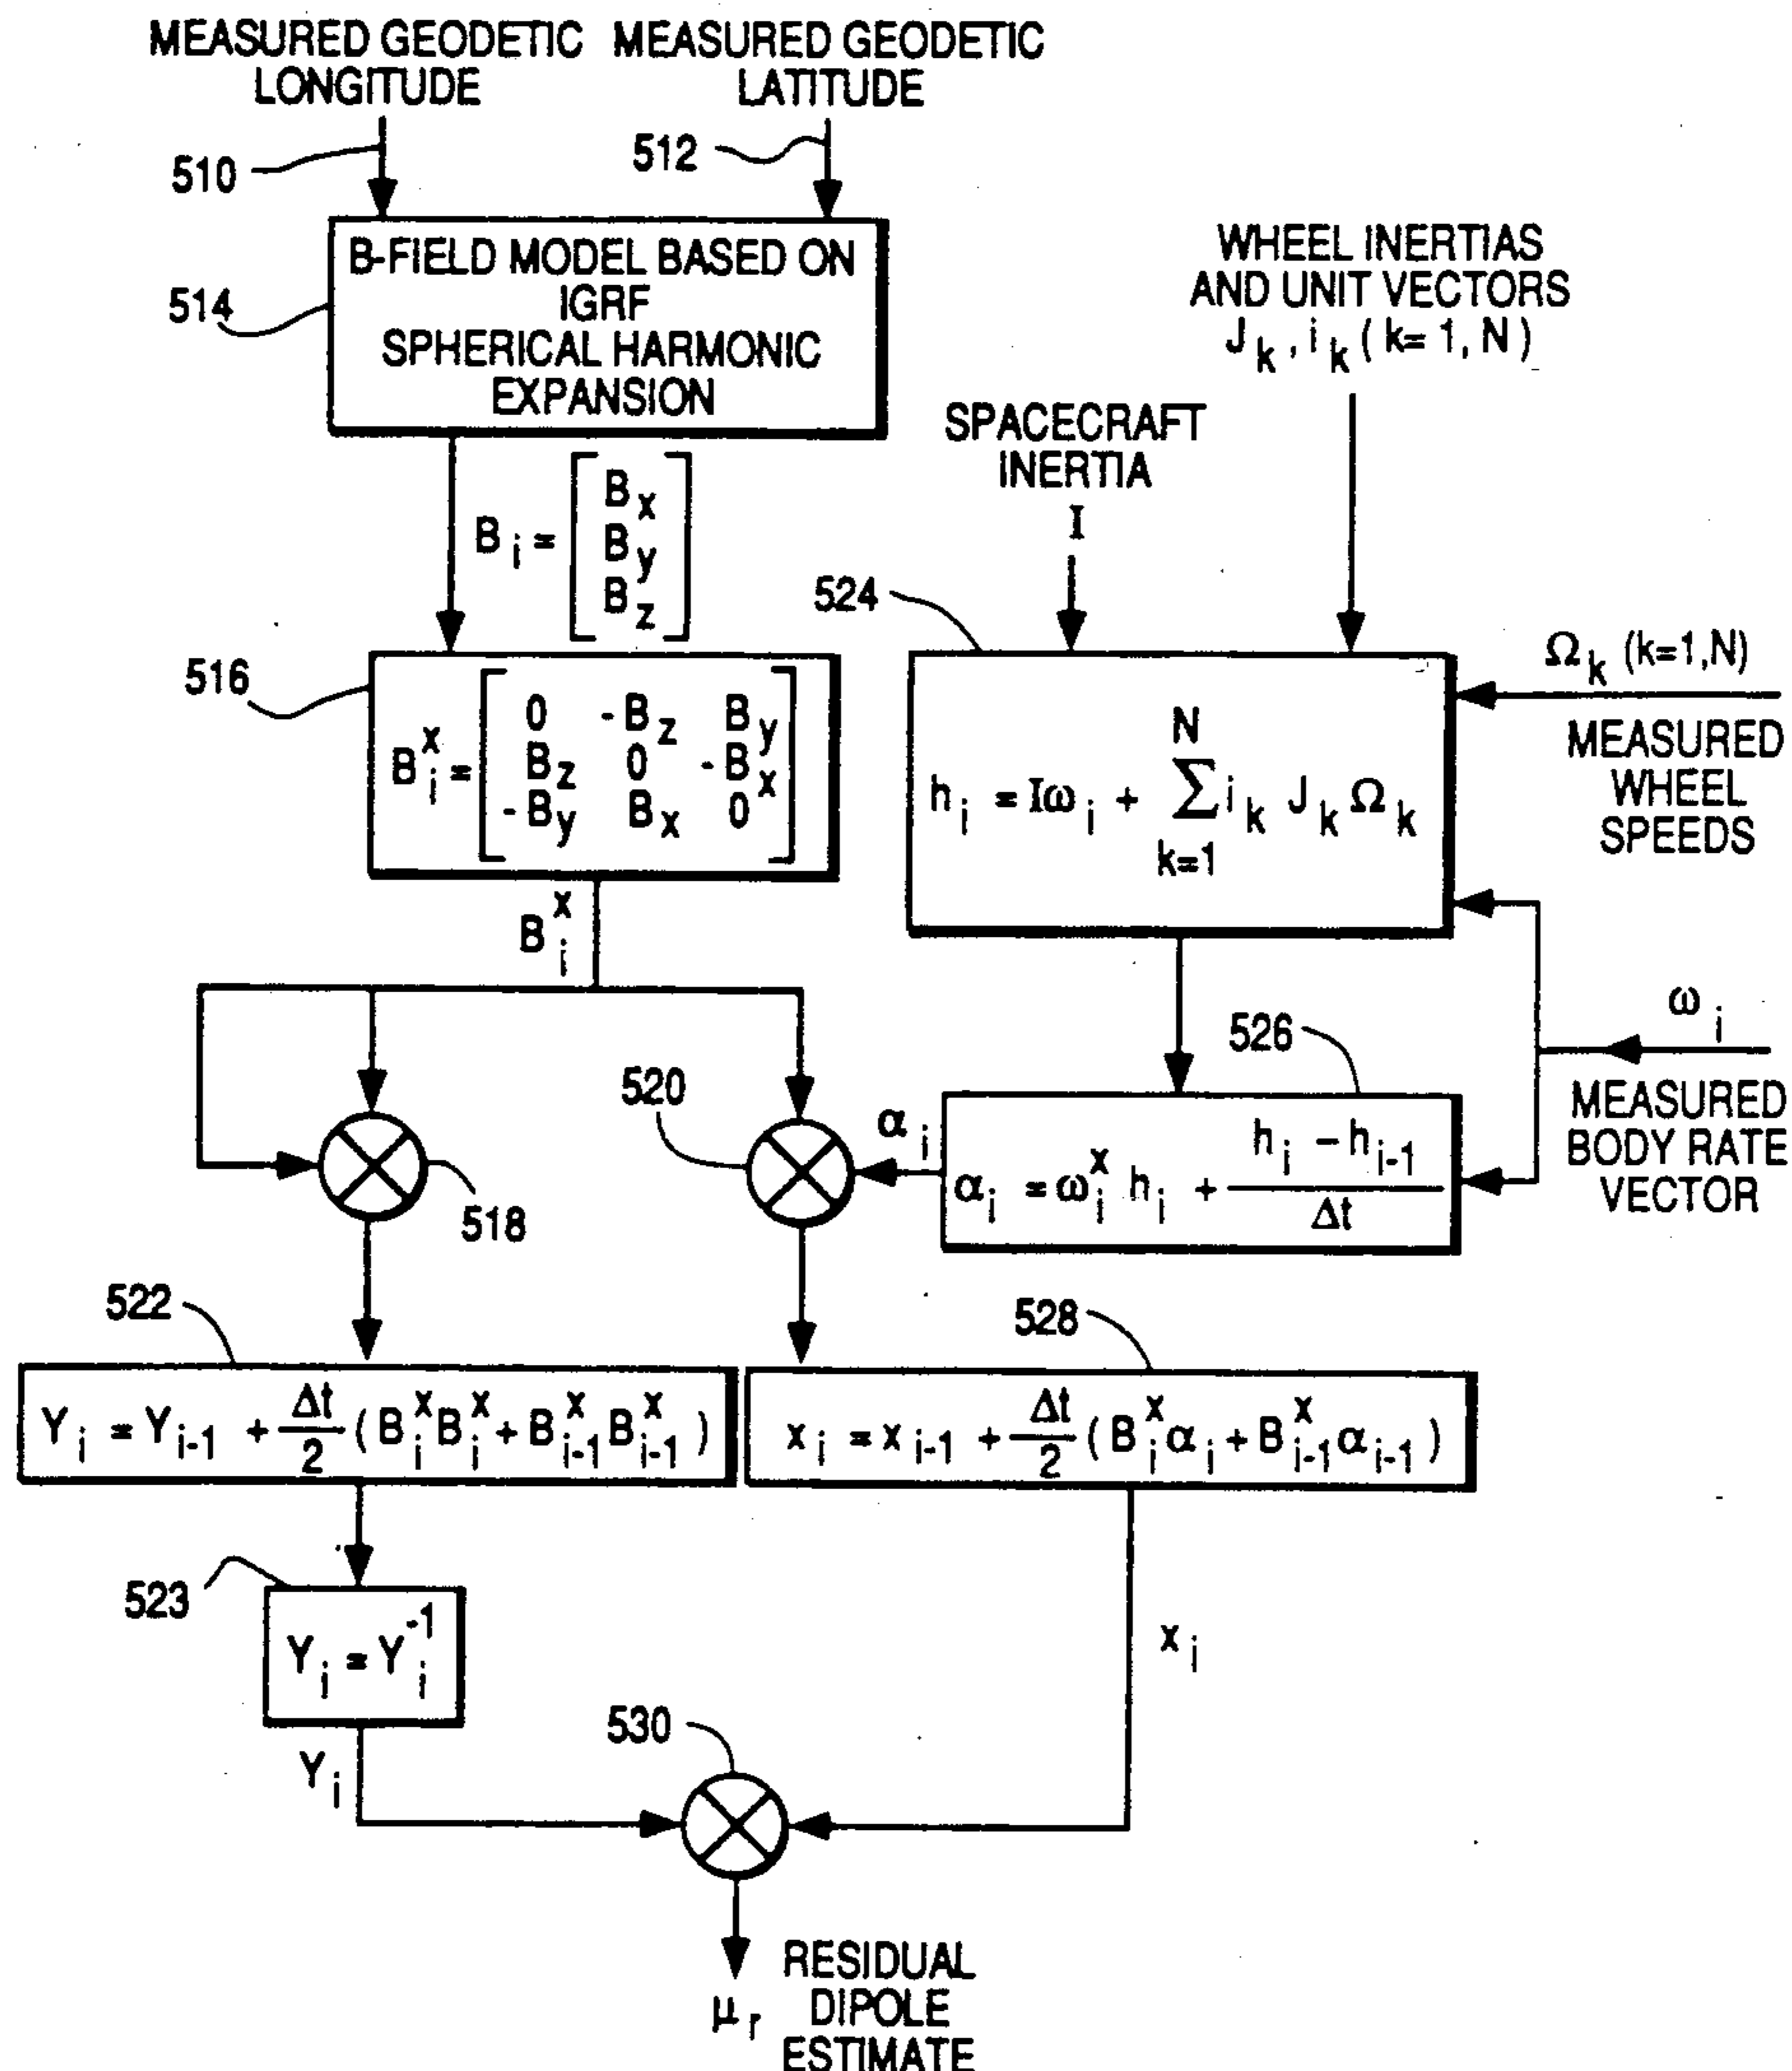 MEASURED GEODETIC
LONGITUDE
MEASURED GEODETIC
LATITUDE
510
512
B-FIELD MODEL BASED ON
IGRF
SPHERICAL HARMONIC
EXPANSION
514
WHEEL INERTIAS
AND UNIT VECTORS
J_k, i_k (k= 1, N)
SPACECRAFT
INERTIA
I
B_i = [B_x B_y B_z]
524
Ω_k (k=1,N)
MEASURED
WHEEL
SPEEDS
516
B_i^x = [0 -B_z B_y
B_z 0 -B_x
-B_y B_x 0]
h_i = Iω_i + Σ_{k=1}^{N} i_k J_k Ω_k
B_i^x
ω_i
MEASURED
BODY RATE
VECTOR
526
520
518
α_i
α_i = ω_i^x h_i + (h_i - h_{i-1})/Δt
522
528
Y_i = Y_{i-1} + Δt/2 (B_i^x B_i^x + B_{i-1}^x B_{i-1}^x)
x_i = x_{i-1} + Δt/2 (B_i^x α_i + B_{i-1}^x α_{i-1})
523
Y_i = Y_i^{-1}
x_i
530
Y_i
μ_r
RESIDUAL
DIPOLE
ESTIMATE